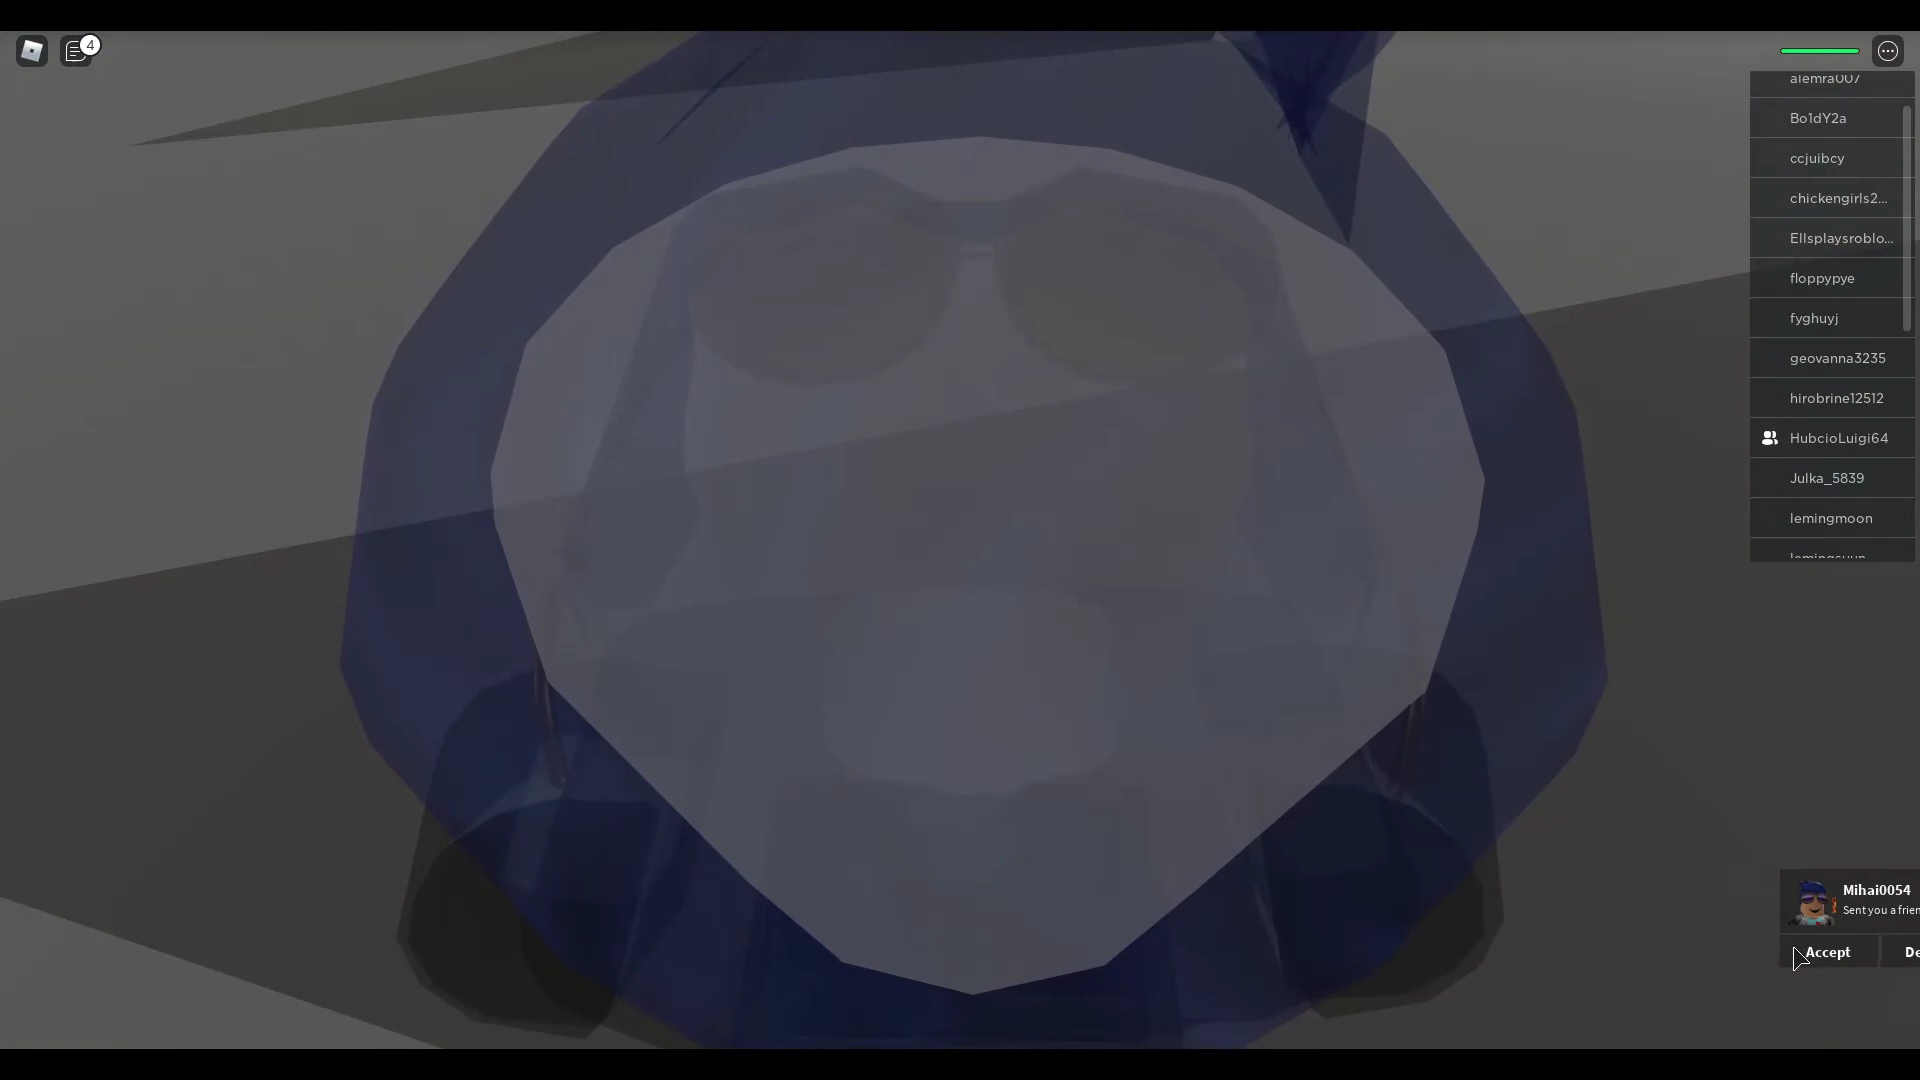 4
alemra007
Bo1dY2a
ccjuibcy
chickengirls2...
Ellsplaysroblo...
floppypye
fyghuyj
geovanna3235
hirobrine12512
HubcioLuigi64
Julka_5839
lemingmoon
Mihai0054
Sent you a frien
Accept
De